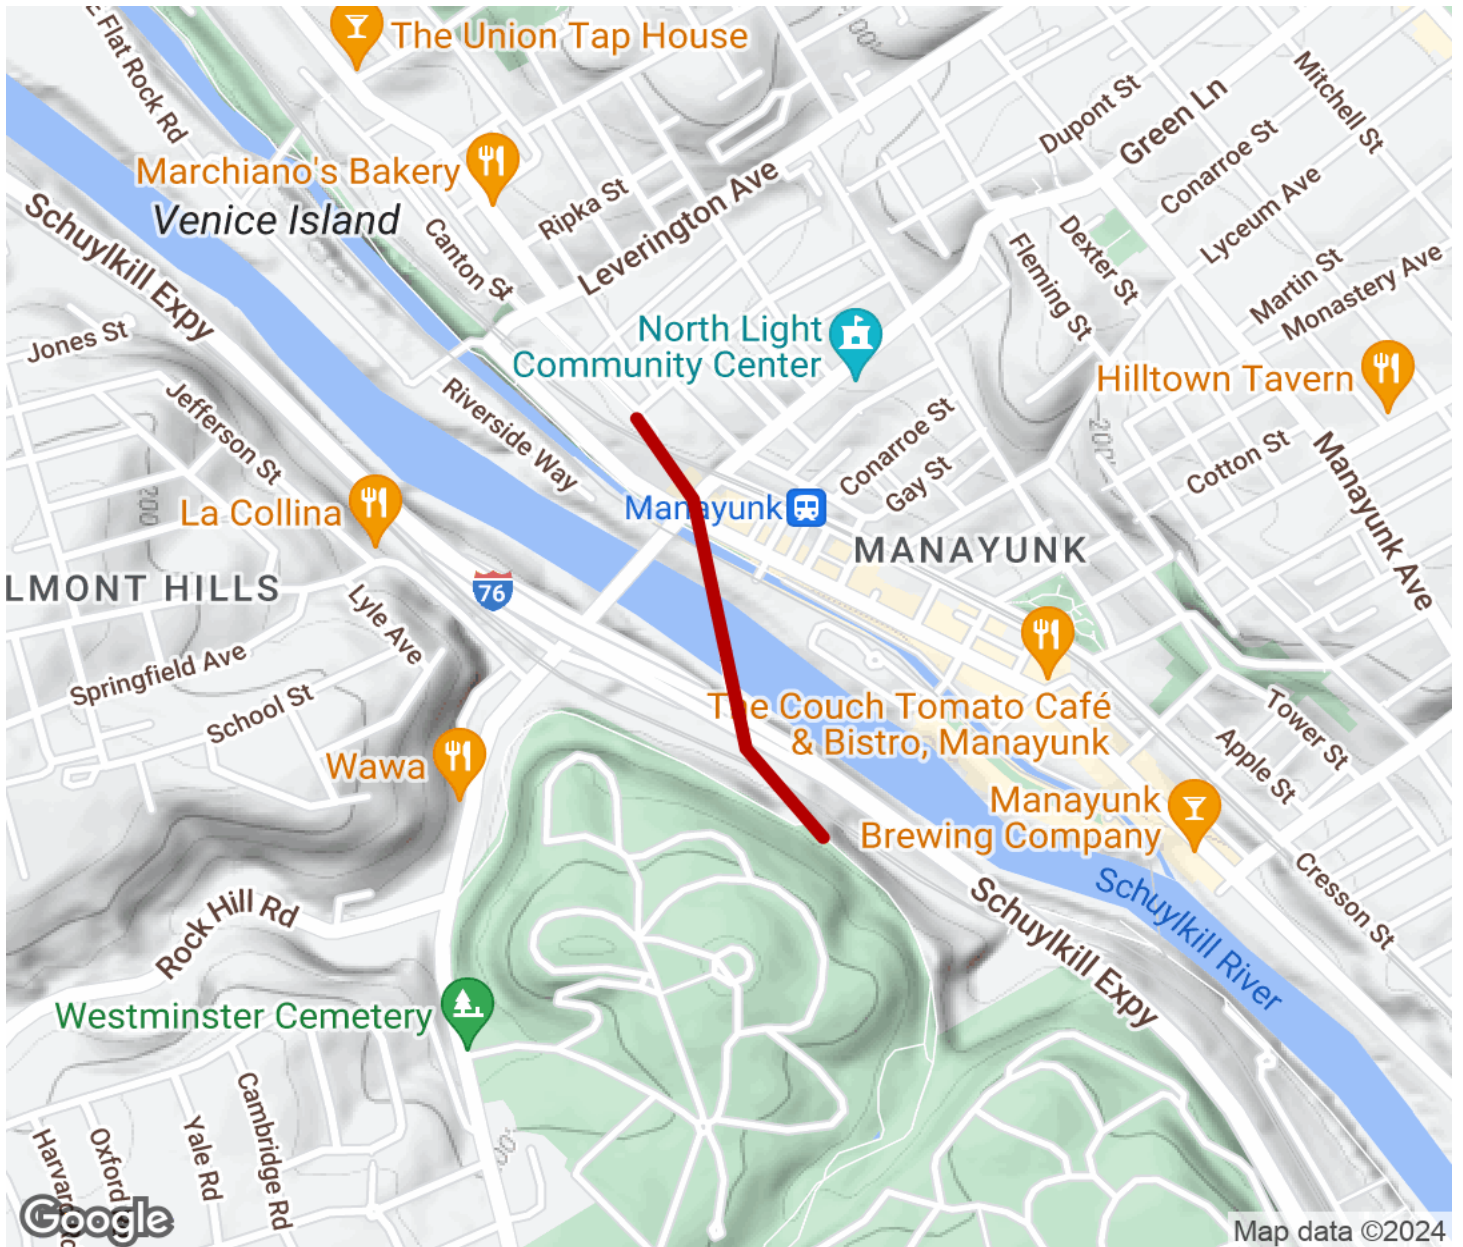 E Flat Rock Rd
The Union Tap House
Mitchell St
Dupont St
Green Ln
Conarroe St
Marchiano's Bakery
Venice Island
Ripka St
Leverington Ave
Lyceum Ave
Schuylkill Expy
Canton St
Fleming St
Dexter St
Martin St
Monastery Ave
Jones St
North Light
Community Center
Hilltown Tavern
Jefferson St
Riverside Way
Conarroe St
Gay St
200
Cotton St
Manayunk Ave
200
La Collina
Manayunk
MANAYUNK
LMONT HILLS
76
Lyle Ave
Springfield Ave
School St
The Couch Tomato Café
& Bistro, Manayunk
Tower St
Apple St
Wawa
Manayunk
Brewing Company
Cresson St
Rock Hill Rd
Schuylkill River
Schuylkill Expy
Westminster Cemetery
Cambridge Rd
Yale Rd
Oxford
Harvard
Google
Map data ©2024